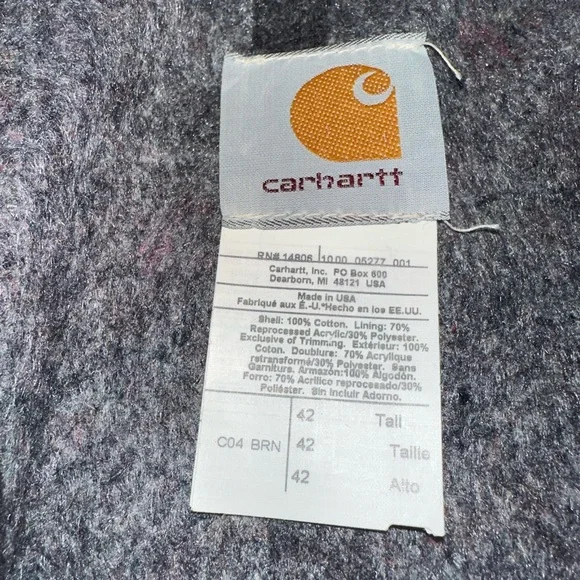 carhartt
RN# 14806 10 00 05277 001
Carhartt, Inc. PO Box 600
Dearborn, MI 48121 USA
Made in USA
Fabriqué aux É.-U.*Hecho en los EE.UU.
Shell: 100% Cotton. Lining: 70%
Reprocessed Acrylic/30% Polyester.
Exclusive of Trimming. Extérieur: 100%
Coton. Doublure: 70% Acrylique
retransformé/30% Polyester. Sans
Garniture. Armazón:100% Algodón.
Forro: 70% Acrílico reprocesado/30%
Poliéster. Sin Incluir Adorno.
42 Tall
C04 BRN 42 Taille
42 Alto